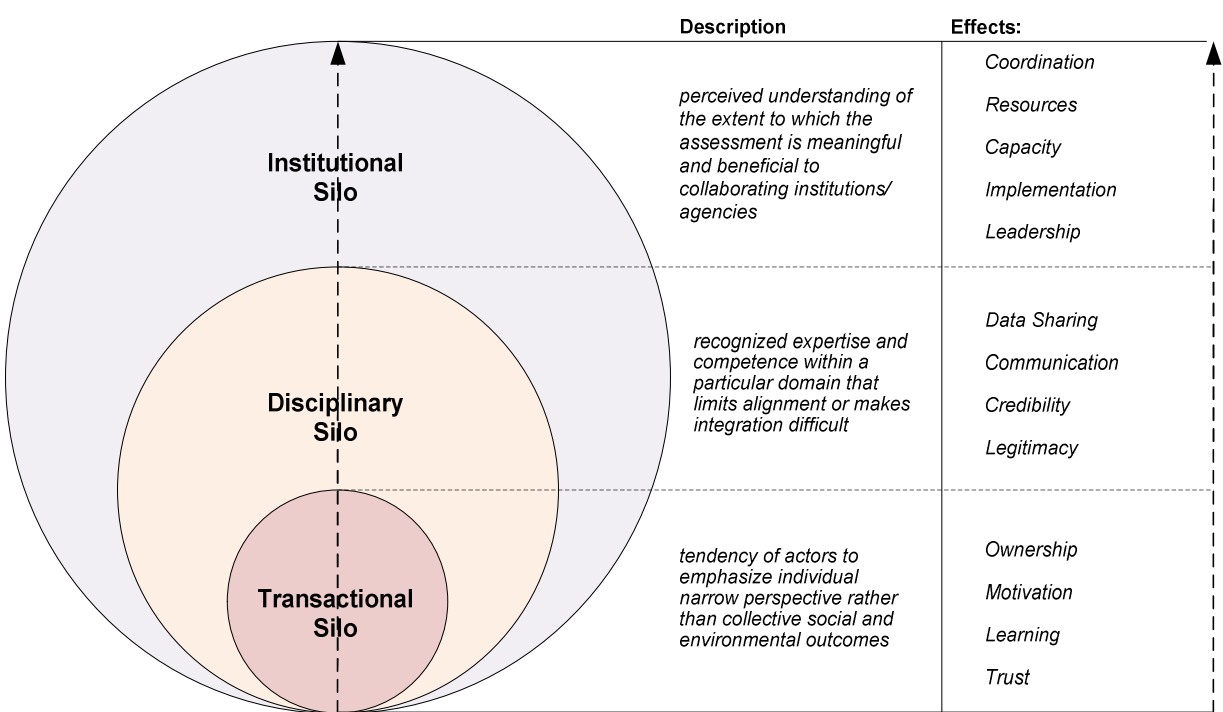 Description
Effects:
Institutional
Silo
perceived understanding of
the extent to which the
assessment is meaningful
and beneficial to
collaborating institutions/
agencies
Coordination
Resources
Capacity
Implementation
Leadership
Disciplinary
Silo
recognized expertise and
competence within a
particular domain that
limits alignment or makes
integration difficult
Data Sharing
Communication
Credibility
Legitimacy
Transactional
Silo
tendency of actors to
emphasize individual
narrow perspective rather
than collective social and
environmental outcomes
Ownership
Motivation
Learning
Trust